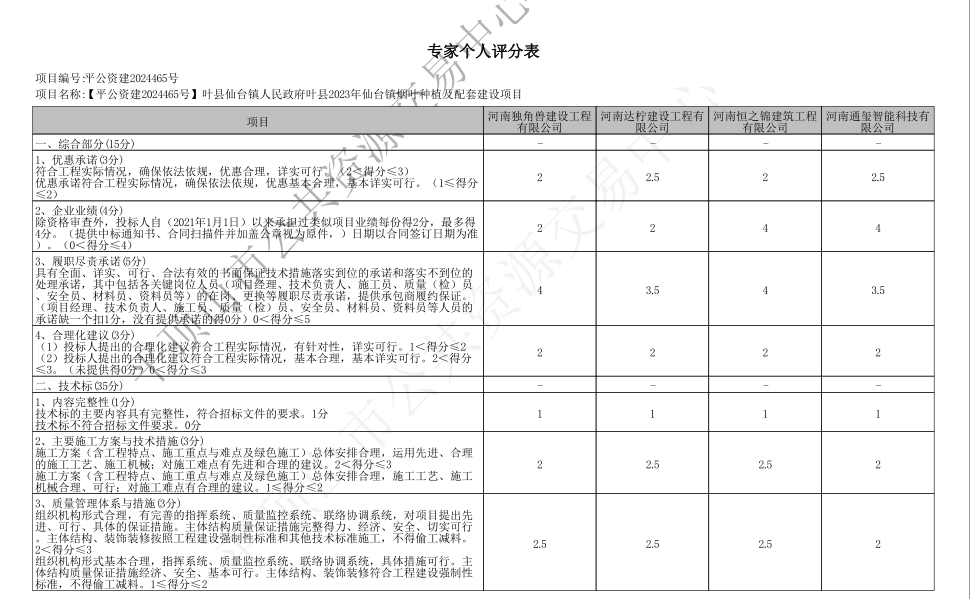 专家个人评分表
项目编号:平公资建2024465号
项目名称:【平公资建2024465号】叶县仙台镇人民政府叶县2023年仙台镇烟叶种植及配套建设项目
项目
河南独角兽建设工程
有限公司
河南达柠建设工程有
限公司
河南恒之锦建筑工程
有限公司
河南通玺智能科技有
限公司
一、综合部分(15分) － － － －
1、优惠承诺(3分)
符合工程实际情况，确保依法依规，优惠合理，详实可行。（2＜得分≤3）
优惠承诺符合工程实际情况，确保依法依规，优惠基本合理，基本详实可行。（1≤得分
≤2）
2 2.5 2 2.5
2、企业业绩(4分)
除资格审查外，投标人自（2021年1月1日）以来承担过类似项目业绩每份得2分，最多得
4分。（提供中标通知书、合同扫描件并加盖公章视为原件，）日期以合同签订日期为准
）。（0＜得分≤4）
2 2 4 4
3、履职尽责承诺(5分)
具有全面、详实、可行、合法有效的书面保证技术措施落实到位的承诺和落实不到位的
处理承诺，其中包括各关键岗位人员（项目经理、技术负责人、施工员、质量（检）员
、安全员、材料员、资料员等）的在岗、更换等履职尽责承诺，提供承包商履约保证。
（项目经理、技术负责人、施工员、质量（检）员、安全员、材料员、资料员等人员的
承诺缺一个扣1分，没有提供承诺的得0分）0＜得分≤5
4 3.5 4 3.5
4、合理化建议(3分)
（1）投标人提出的合理化建议符合工程实际情况，有针对性，详实可行。1＜得分≤2
（2）投标人提出的合理化建议符合工程实际情况，基本合理，基本详实可行。2＜得分
≤3。（未提供得0分）0＜得分≤3
2 2 2 2
二、技术标(35分) － － － －
1、内容完整性(1分)
技术标的主要内容具有完整性，符合招标文件的要求。1分
技术标不符合招标文件要求。0分
1 1 1 1
2、主要施工方案与技术措施(3分)
施工方案（含工程特点、施工重点与难点及绿色施工）总体安排合理，运用先进、合理
的施工工艺、施工机械；对施工难点有先进和合理的建议。2＜得分≤3
施工方案（含工程特点、施工重点与难点及绿色施工）总体安排合理，施工工艺、施工
机械合理、可行；对施工难点有合理的建议。1≤得分≤2
2 2.5 2.5 2
3、质量管理体系与措施(3分)
组织机构形式合理，有完善的指挥系统、质量监控系统、联络协调系统，对项目提出先
进、可行、具体的保证措施。主体结构质量保证措施完整得力、经济、安全、切实可行
。主体结构、装饰装修按照工程建设强制性标准和其他技术标准施工，不得偷工减料。
2＜得分≤3
组织机构形式基本合理，指挥系统、质量监控系统、联络协调系统，具体措施可行。主
体结构质量保证措施经济、安全、基本可行。主体结构、装饰装修符合工程建设强制性
标准，不得偷工减料。1≤得分≤2
2.5 2.5 2.5 2
平顶山市公共资源交易中心